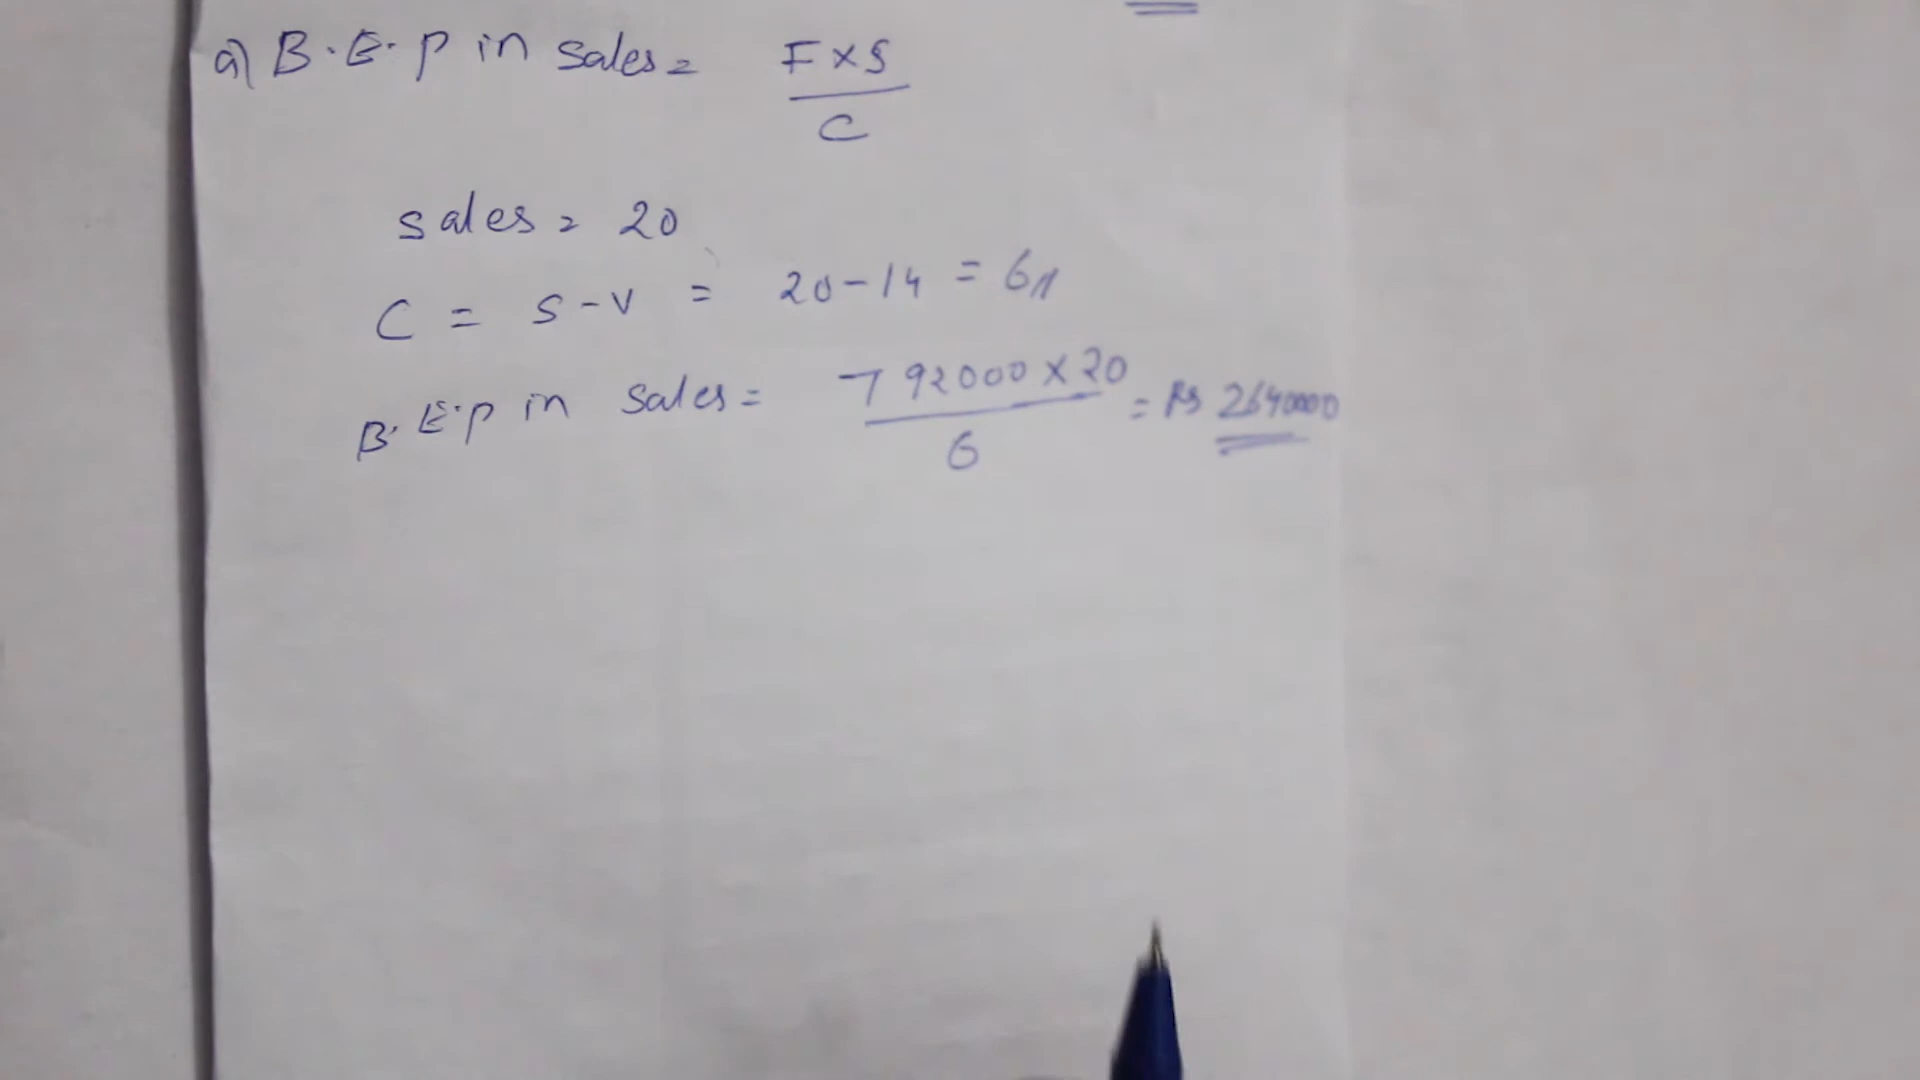 a) B.E.P in sales = F×S
C
sales = 20
C = S-V = 20-14 = 6//
B.E.P in sales = 792000×20 = Rs 2640000
6